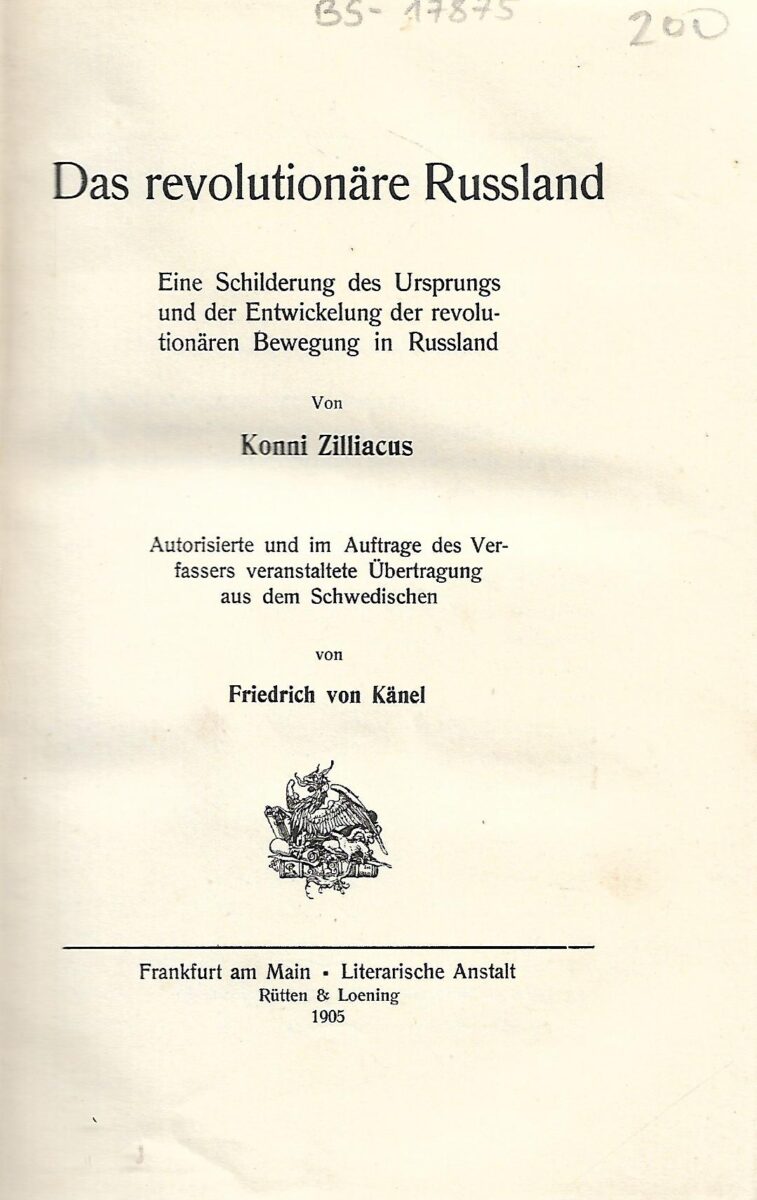 BS- 17875
200
Das revolutionäre Russland
Eine Schilderung des Ursprungs
und der Entwickelung der revolu-
tionären Bewegung in Russland
Von
Konni Zilliacus
Autorisierte und im Auftrage des Ver-
fassers veranstaltete Übertragung
aus dem Schwedischen
von
Friedrich von Känel
Frankfurt am Main • Literarische Anstalt
Rütten & Loening
1905